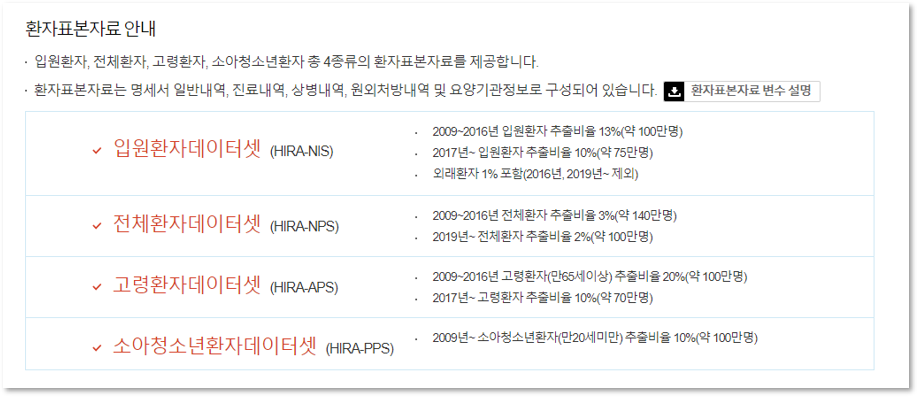 환자표본자료 안내
· 입원환자, 전체환자, 고령환자, 소아청소년환자 총 4종류의 환자표본자료를 제공합니다.
· 환자표본자료는 명세서 일반내역, 진료내역, 상병내역, 원외처방내역 및 요양기관정보로 구성되어 있습니다. 환자표본자료 변수 설명
입원환자데이터셋 (HIRA-NIS)
· 2009~2016년 입원환자 추출비율 13%(약 100만명)
· 2017년~ 입원환자 추출비율 10%(약 75만명)
· 외래환자 1% 포함(2016년, 2019년~ 제외)
전체환자데이터셋 (HIRA-NPS)
· 2009~2016년 전체환자 추출비율 3%(약 140만명)
· 2019년~ 전체환자 추출비율 2%(약 100만명)
고령환자데이터셋 (HIRA-APS)
· 2009~2016년 고령환자(만65세이상) 추출비율 20%(약 100만명)
· 2017년~ 고령환자 추출비율 10%(약 70만명)
소아청소년환자데이터셋 (HIRA-PPS)
· 2009년~ 소아청소년환자(만20세미만) 추출비율 10%(약 100만명)